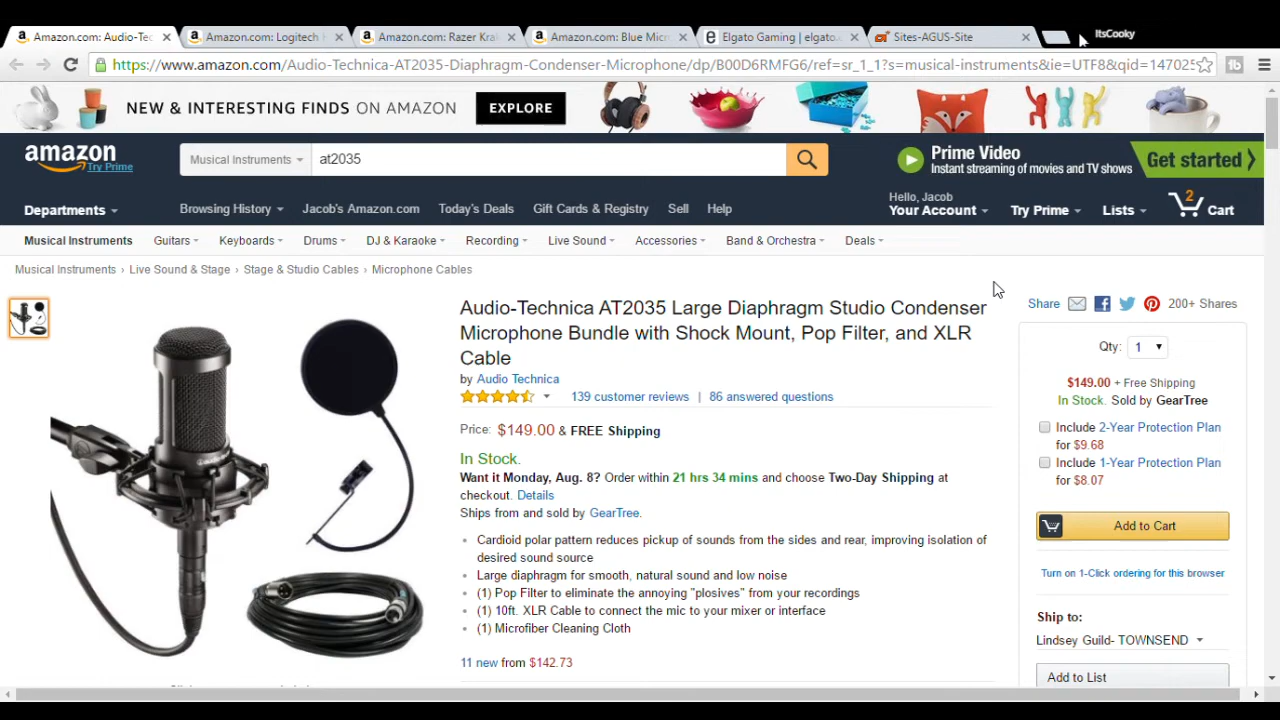 Amazon.com: Audio-Tec
Amazon.com: Logitech
Amazon.com: Razer Kra
Amazon.com: Blue Micr
Elgato Gaming | elgato.c
Sites-AGUS-Site
ItsCooky
https://www.amazon.com/Audio-Technica-AT2035-Diaphragm-Condenser-Microphone/dp/B00D6RMFG6/ref=sr_1_1?s=musical-instruments&ie=UTF8&qid=147025
NEW & INTERESTING FINDS ON AMAZON
EXPLORE
amazon
Try Prime
Musical Instruments
at2035
Prime Video
Instant streaming of movies and TV shows
Get started
Departments
Browsing History
Jacob's Amazon.com
Today's Deals
Gift Cards & Registry
Sell
Help
Hello, Jacob
Your Account
Try Prime
Lists
2
Cart
Musical Instruments
Guitars
Keyboards
Drums
DJ & Karaoke
Recording
Live Sound
Accessories
Band & Orchestra
Deals
Musical Instruments › Live Sound & Stage › Stage & Studio Cables › Microphone Cables
Audio-Technica AT2035 Large Diaphragm Studio Condenser
Microphone Bundle with Shock Mount, Pop Filter, and XLR
Cable
by Audio Technica
139 customer reviews | 86 answered questions
Price: $149.00 & FREE Shipping
In Stock.
Want it Monday, Aug. 8? Order within 21 hrs 34 mins and choose Two-Day Shipping at
checkout. Details
Ships from and sold by GearTree.
• Cardioid polar pattern reduces pickup of sounds from the sides and rear, improving isolation of
desired sound source
• Large diaphragm for smooth, natural sound and low noise
• (1) Pop Filter to eliminate the annoying "plosives" from your recordings
• (1) 10ft. XLR Cable to connect the mic to your mixer or interface
• (1) Microfiber Cleaning Cloth
11 new from $142.73
Share
200+ Shares
Qty: 1
$149.00 + Free Shipping
In Stock. Sold by GearTree
Include 2-Year Protection Plan
for $9.68
Include 1-Year Protection Plan
for $8.07
Add to Cart
Turn on 1-Click ordering for this browser
Ship to:
Lindsey Guild- TOWNSEND
Add to List